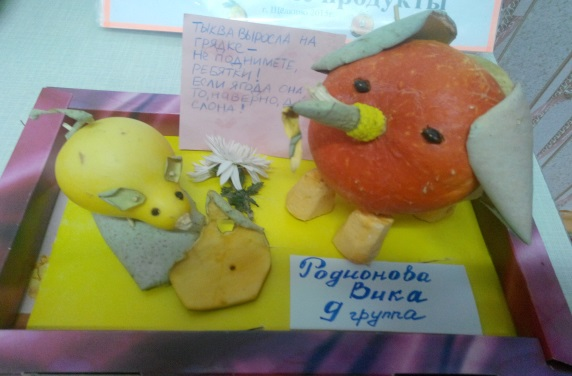 продукты
ТЫКВА ВЫРОСЛА НА
ГРЯДКЕ –
НЕ ПОДНИМЕТЕ,
РЕБЯТКИ!
ЕСЛИ ЯГОДА ОНА,
ТО, НАВЕРНО, Д
СЛОНА!
Родионова
Вика
9 группа